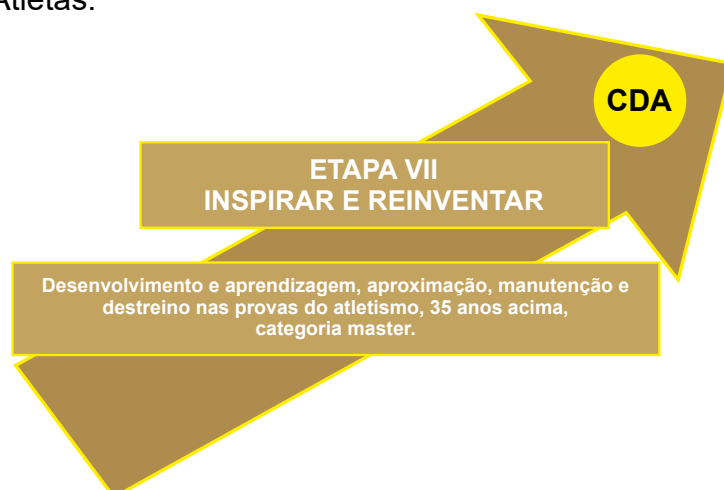 Atletas.
CDA
ETAPA VII
INSPIRAR E REINVENTAR
Desenvolvimento e aprendizagem, aproximação, manutenção e
destreino nas provas do atletismo, 35 anos acima,
categoria master.